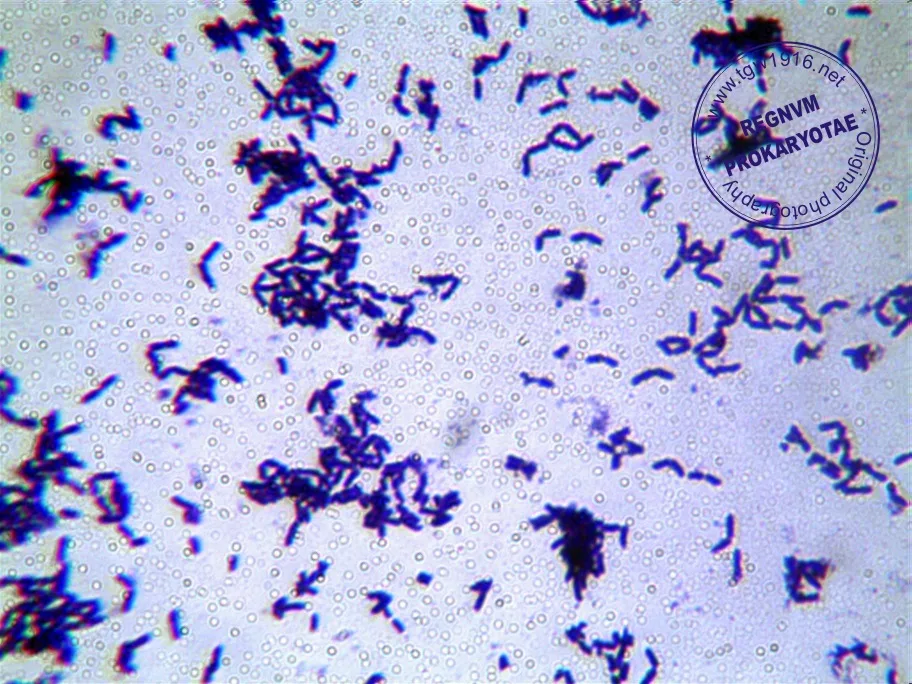 www.tgw1916.net
REGNVM
PROKARYOTAE
* Original photography *